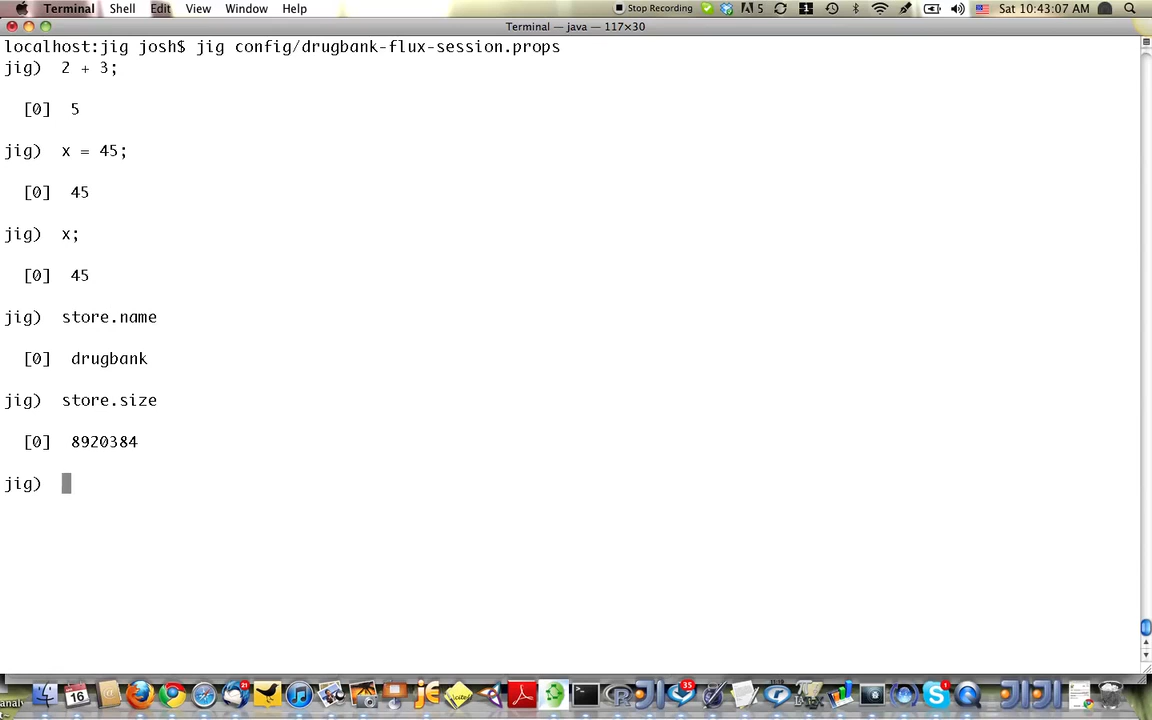 Terminal Shell Edit View Window Help Stop Recording 5 1 Sat 10:43:07 AM
Terminal — java — 117×30
localhost:jig josh$ jig config/drugbank-flux-session.props
jig) 2 + 3;
[0] 5
jig) x = 45;
[0] 45
jig) x;
[0] 45
jig) store.name
[0] drugbank
jig) store.size
[0] 8920384
jig)